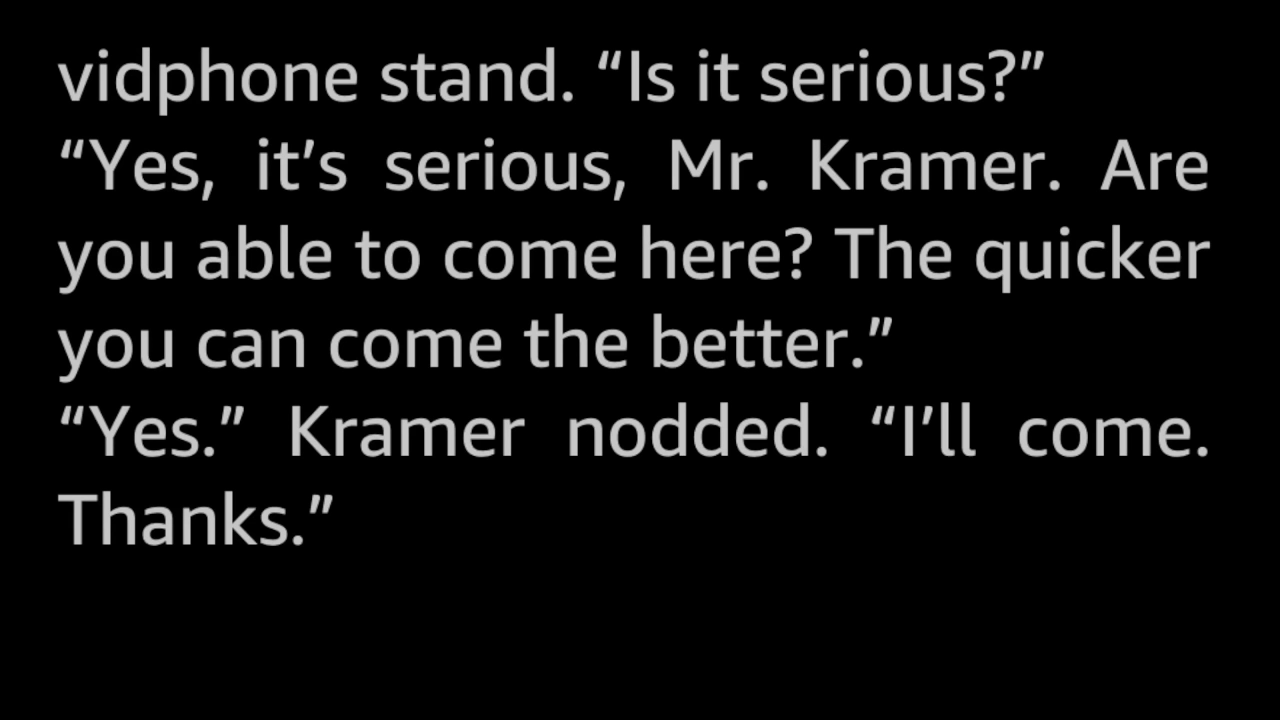 vidphone stand. “Is it serious?”
“Yes, it’s serious, Mr. Kramer. Are
you able to come here? The quicker
you can come the better.”
“Yes.” Kramer nodded. “I’ll come.
Thanks.”